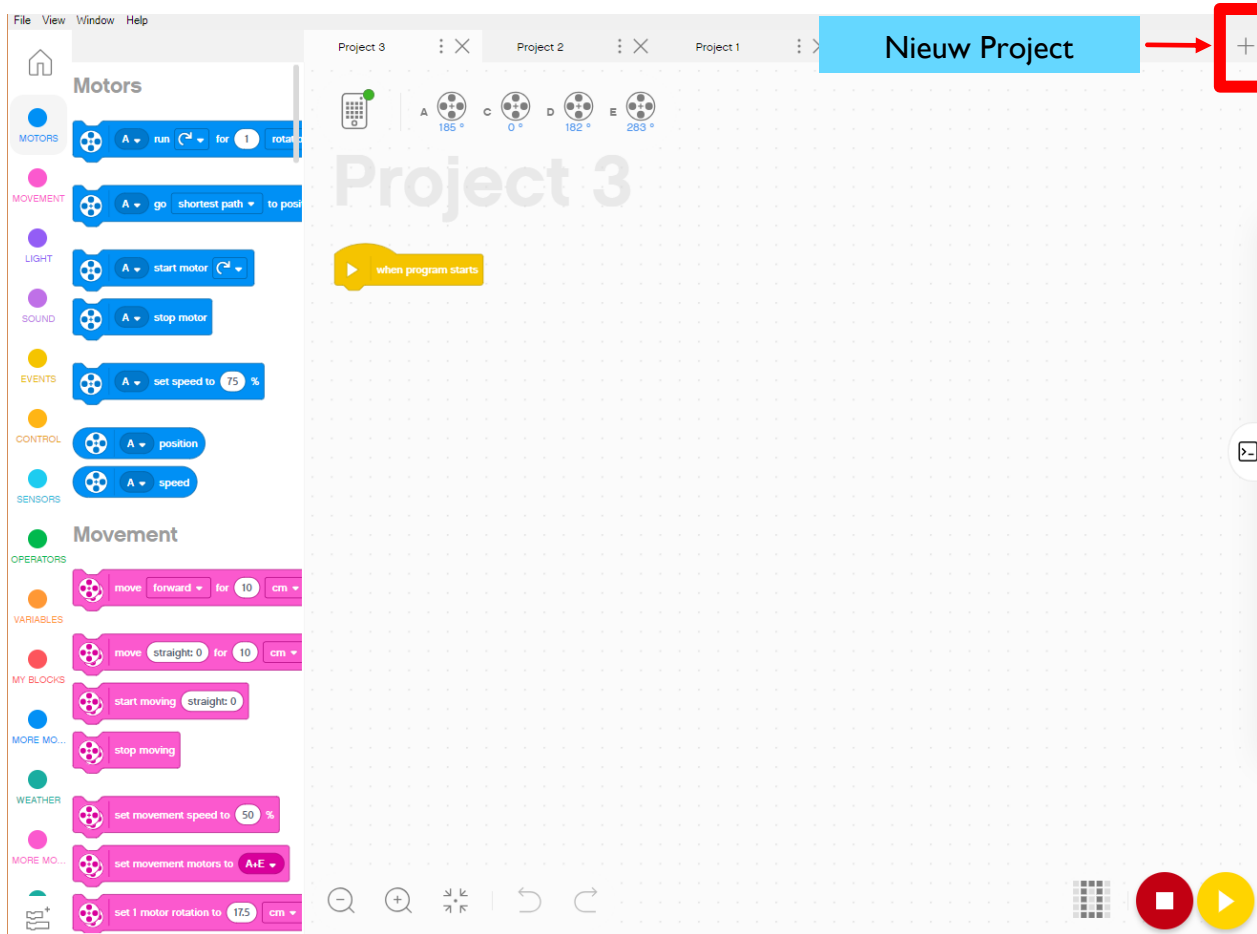 File View Window Help
Project 3 Project 2 Project 1
Nieuw Project
MOTORS
MOVEMENT
LIGHT
SOUND
EVENTS
CONTROL
SENSORS
OPERATORS
VARIABLES
MY BLOCKS
MORE MO...
WEATHER
MORE MO...
Motors
A run for 1
A go shortest path to
A start motor
A stop motor
A set speed to 75 %
A position
A speed
Movement
move forward for 10 cm
move straight: 0 for 10 cm
start moving straight: 0
stop moving
set movement speed to 50 %
set movement motors to A+E
set 1 motor rotation to 17.5 cm
A 185 ° C 0 ° D 182 ° E 283 °
Project 3
when program starts